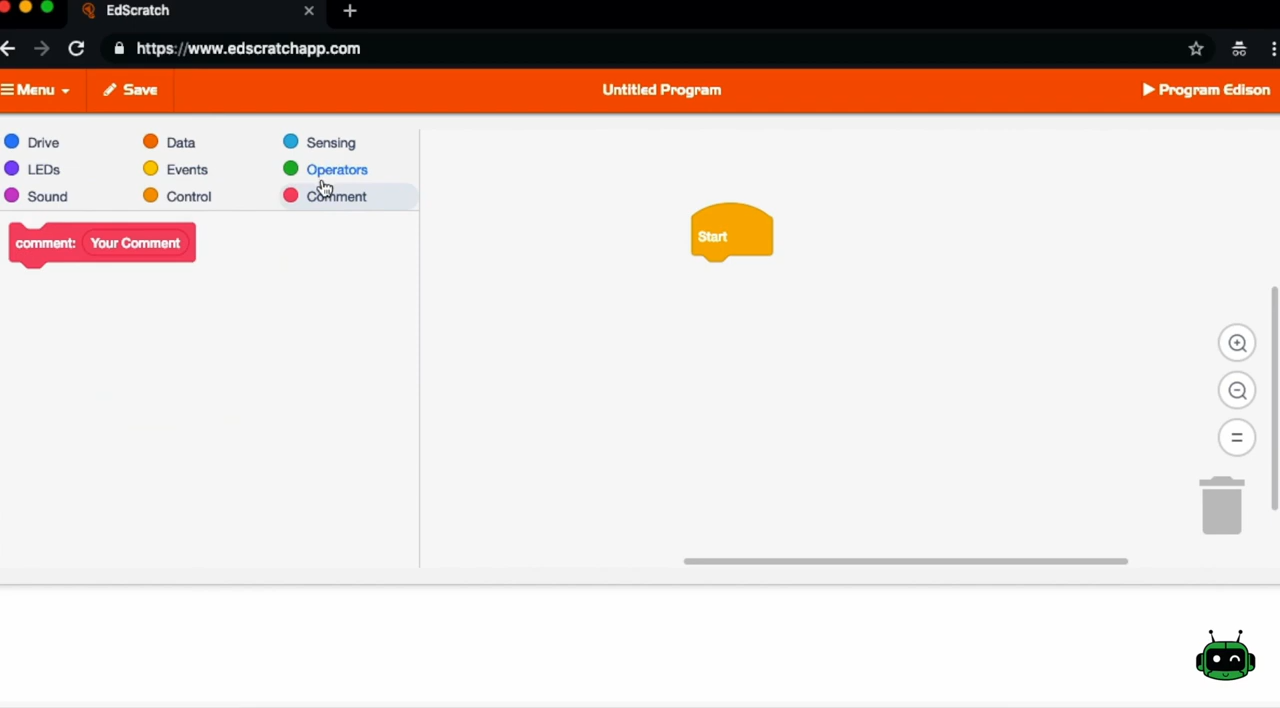 EdScratch
https://www.edscratchapp.com
Menu
Save
Untitled Program
Program Edison
Drive
Data
Sensing
LEDs
Events
Operators
Sound
Control
Comment
comment: Your Comment
Start